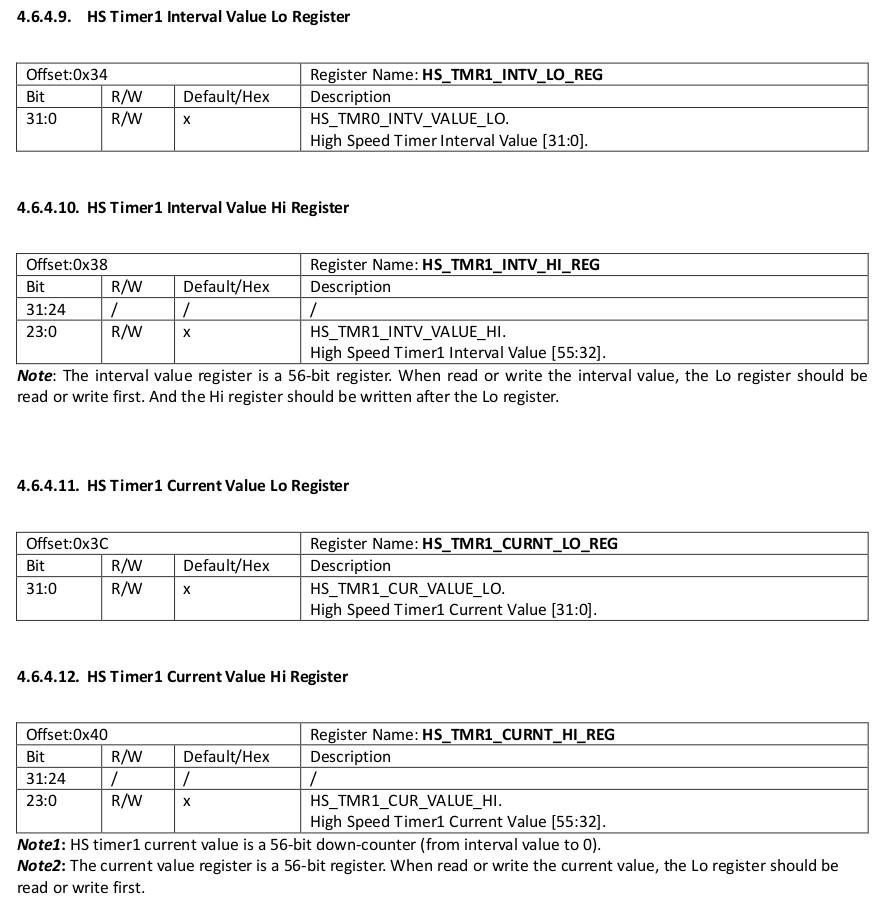 4.6.4.9. HS Timer1 Interval Value Lo Register
Offset:0x34 Register Name: HS_TMR1_INTV_LO_REG
Bit R/W Default/Hex Description
31:0 R/W x HS_TMR0_INTV_VALUE_LO.
High Speed Timer Interval Value [31:0].
4.6.4.10. HS Timer1 Interval Value Hi Register
Offset:0x38 Register Name: HS_TMR1_INTV_HI_REG
Bit R/W Default/Hex Description
31:24 / / /
23:0 R/W x HS_TMR1_INTV_VALUE_HI.
High Speed Timer1 Interval Value [55:32].
Note: The interval value register is a 56-bit register. When read or write the interval value, the Lo register should be
read or write first. And the Hi register should be written after the Lo register.
4.6.4.11. HS Timer1 Current Value Lo Register
Offset:0x3C Register Name: HS_TMR1_CURNT_LO_REG
Bit R/W Default/Hex Description
31:0 R/W x HS_TMR1_CUR_VALUE_LO.
High Speed Timer1 Current Value [31:0].
4.6.4.12. HS Timer1 Current Value Hi Register
Offset:0x40 Register Name: HS_TMR1_CURNT_HI_REG
Bit R/W Default/Hex Description
31:24 / / /
23:0 R/W x HS_TMR1_CUR_VALUE_HI.
High Speed Timer1 Current Value [55:32].
Note1: HS timer1 current value is a 56-bit down-counter (from interval value to 0).
Note2: The current value register is a 56-bit register. When read or write the current value, the Lo register should be
read or write first.